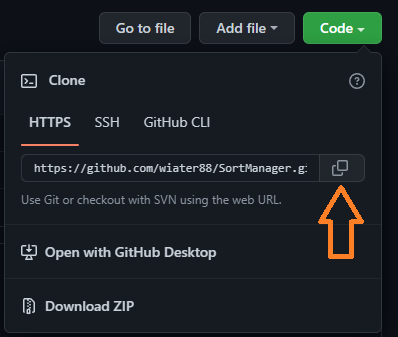 Go to file Add file Code
Clone
HTTPS SSH GitHub CLI
https://github.com/wiater88/SortManager.g
Use Git or checkout with SVN using the web URL.
Open with GitHub Desktop
Download ZIP